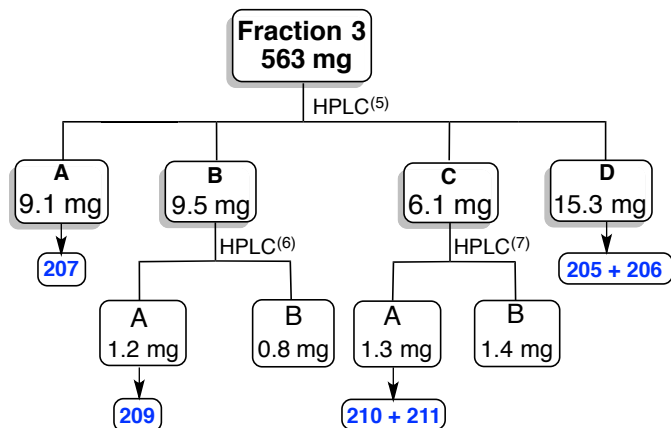 Fraction 3
563 mg
HPLC(5)
A
9.1 mg
B
9.5 mg
C
6.1 mg
D
15.3 mg
207
HPLC(6)
HPLC(7)
205 + 206
A
1.2 mg
B
0.8 mg
A
1.3 mg
B
1.4 mg
209
210 + 211